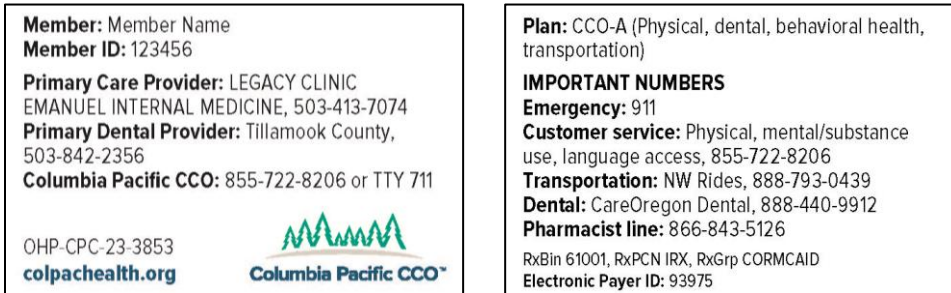 Member: Member Name
Member ID: 123456
Primary Care Provider: LEGACY CLINIC
EMANUEL INTERNAL MEDICINE, 503-413-7074
Primary Dental Provider: Tillamook County,
503-842-2356
Columbia Pacific CCO: 855-722-8206 or TTY 711
OHP-CPC-23-3853
colpachealth.org
Columbia Pacific CCO™
Plan: CCO-A (Physical, dental, behavioral health,
transportation)
IMPORTANT NUMBERS
Emergency: 911
Customer service: Physical, mental/substance
use, language access, 855-722-8206
Transportation: NW Rides, 888-793-0439
Dental: CareOregon Dental, 888-440-9912
Pharmacist line: 866-843-5126
RxBin 61001, RxPCN IRX, RxGrp CORMCAID
Electronic Payer ID: 93975